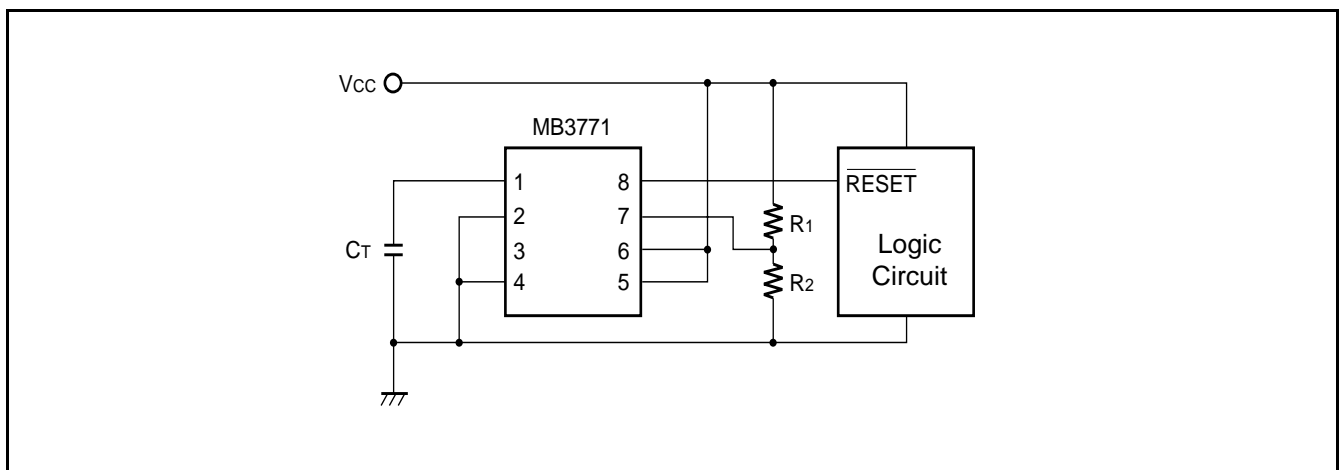 VCC
MB3771
1 8
2 7
3 6
4 5
RESET
R1
R2
CT
Logic
Circuit